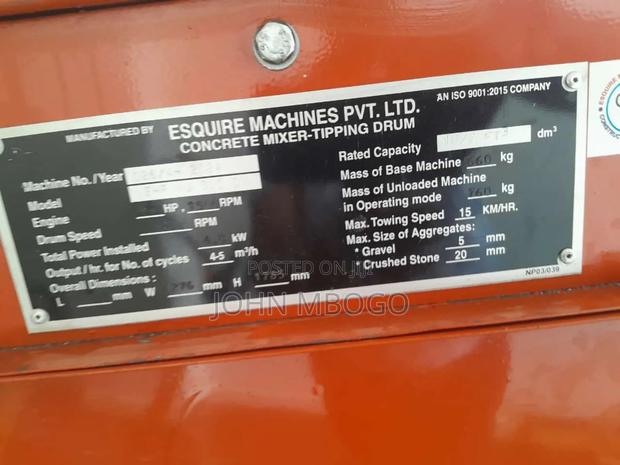 AN ISO 9001:2015 COMPANY
MANUFACTURED BY ESQUIRE MACHINES PVT. LTD.
CONCRETE MIXER-TIPPING DRUM
Machine No./Year
Model
Engine HP. RPM
Drum Speed RPM
Total Power Installed kW
Output / hr. for No. of cycles 4-5 m³/h
Overall Dimensions :
L mm W mm H mm
Rated Capacity dm³
Mass of Base Machine kg
Mass of Unloaded Machine
in Operating mode : 260 kg
Max. Towing Speed 15 KM/HR.
Max. Size of Aggregates:
* Gravel 5 mm
* Crushed Stone 20 mm
NP03/039
ESQUIRE
POSTED ON JIJI
JOHN MBOGO